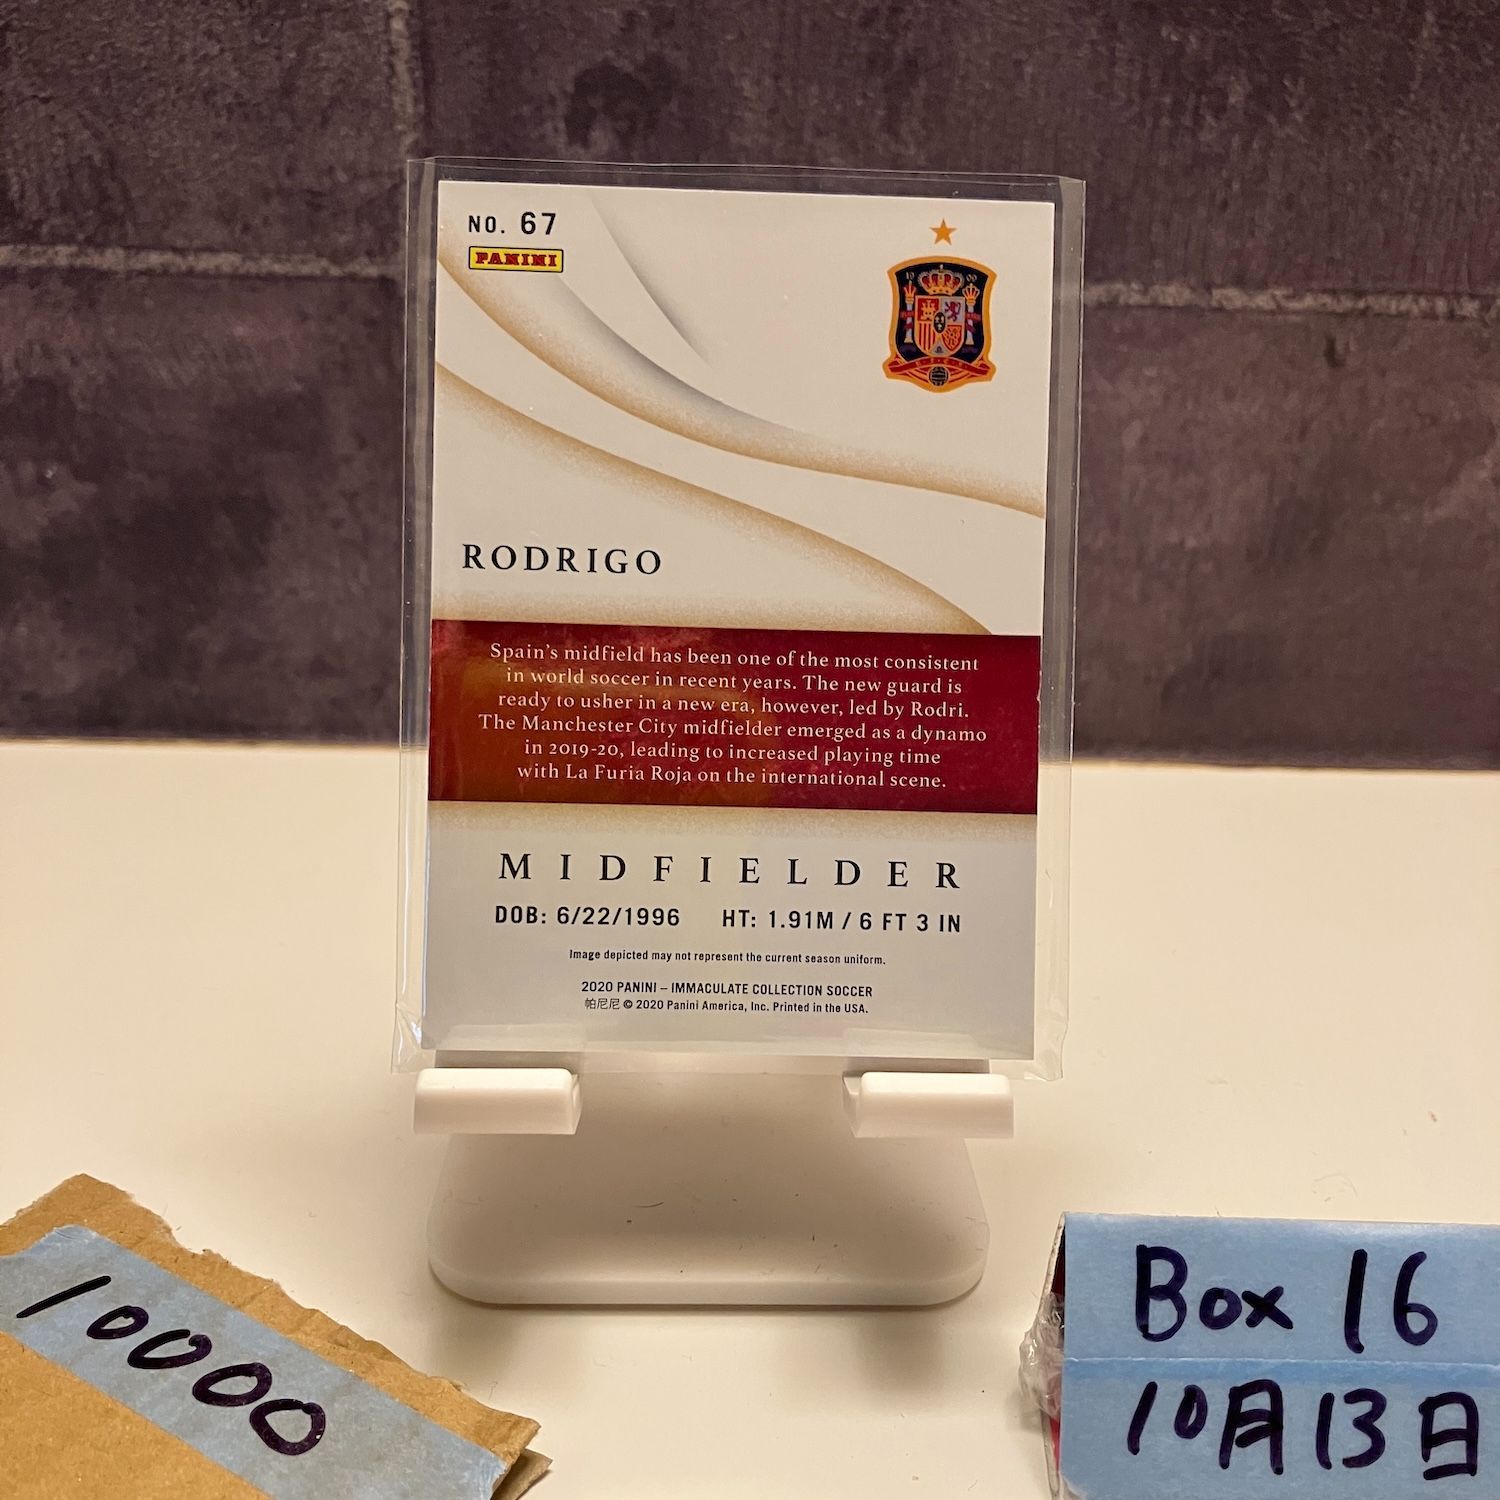 NO. 67
PANINI
RODRIGO
Spain's midfield has been one of the most consistent
in world soccer in recent years. The new guard is
ready to usher in a new era, however, led by Rodri.
The Manchester City midfielder emerged as a dynamo
in 2019-20, leading to increased playing time
with La Furia Roja on the international scene.
MIDFIELDER
DOB: 6/22/1996 HT: 1.91M / 6 FT 3 IN
Image depicted may not represent the current season uniform.
2020 PANINI – IMMACULATE COLLECTION SOCCER
帕尼尼 © 2020 Panini America, Inc. Printed in the USA.
10000
Box 16
10月13日